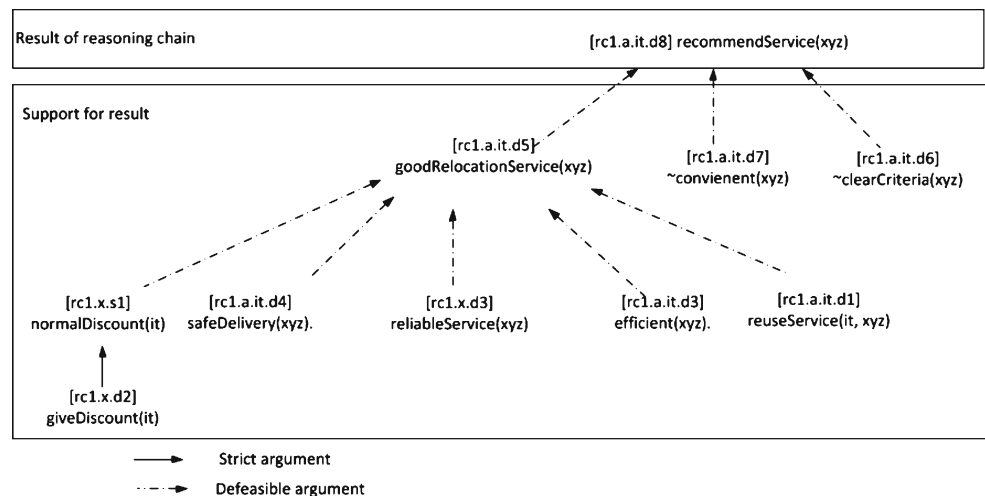 Result of reasoning chain
[rc1.a.it.d8] recommendService(xyz)
Support for result
[rc1.a.it.d5]
goodRelocationService(xyz)
[rc1.a.it.d7]
~convienent(xyz)
[rc1.a.it.d6]
~clearCriteria(xyz)
[rc1.x.s1]
normalDiscount(it)
[rc1.a.it.d4]
safeDelivery(xyz).
[rc1.x.d3]
reliableService(xyz)
[rc1.a.it.d3]
efficient(xyz).
[rc1.a.it.d1]
reuseService(it, xyz)
[rc1.x.d2]
giveDiscount(it)
Strict argument
Defeasible argument